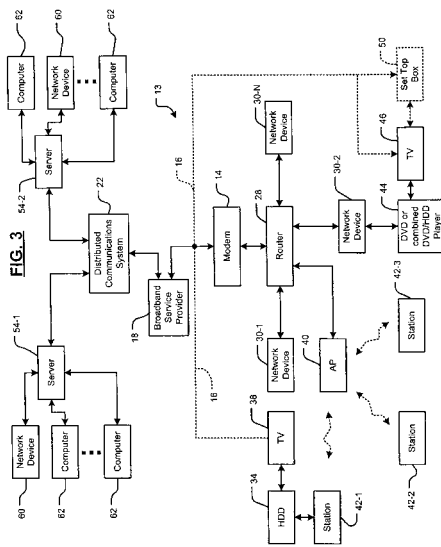 FIG. 3
62
Computer
60
Network
Device
62
Computer
54-2
Server
54-1
Server
22
Distributed
Communications
System
Network
Device
60
Computer
62
Computer
62
Broadband
Service
Provider
18
13
16
16
14
Modem
28
Router
30-N
Network
Device
30-1
Network
Device
30-2
Network
Device
40
AP
38
TV
34
HDD
Station
42-1
Station
42-2
42-3
Station
44
DVD or
combined
DVD/HDD
Player
46
TV
50
Set Top
Box